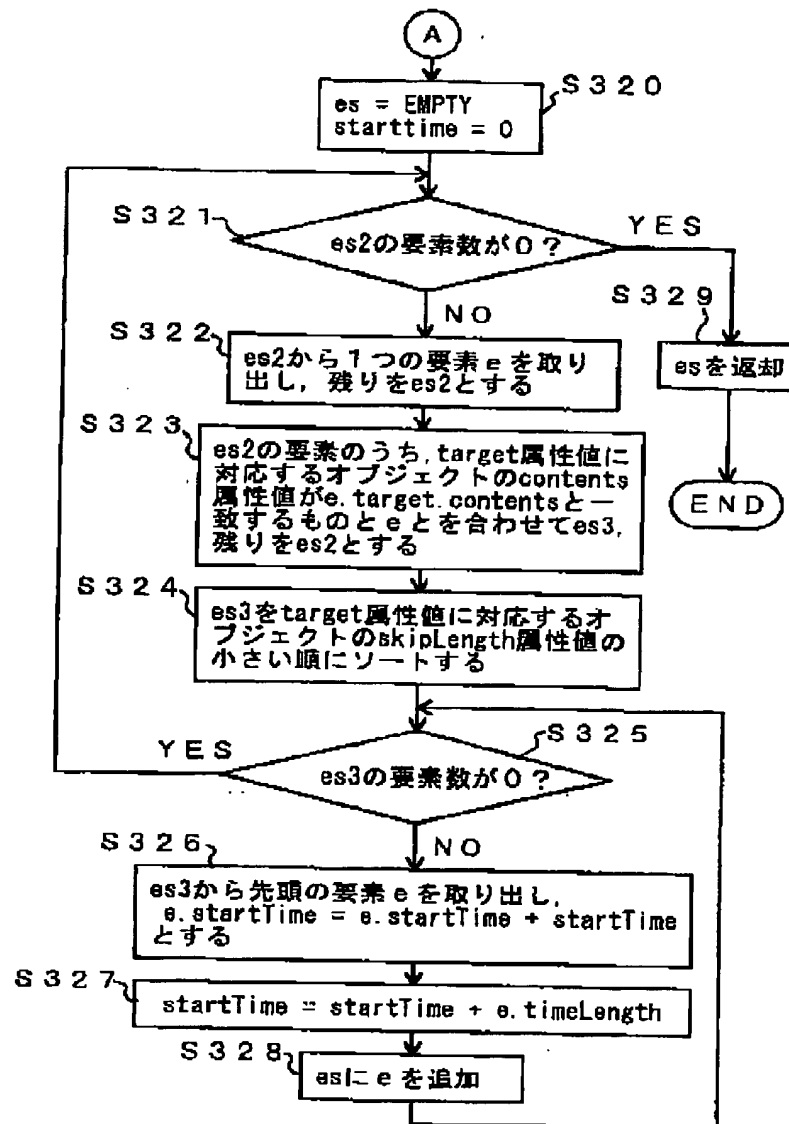 A
S320
es = EMPTY
starttime = 0
S321
es2の要素数が0?
YES
NO
S329
esを返却
END
S322
es2から1つの要素eを取り
出し, 残りをes2とする
S323
es2の要素のうち,target属性値に
対応するオブジェクトのcontents
属性値がe.target.contentsと一
致するものとeとを合わせてes3,
残りをes2とする
S324
es3をtarget属性値に対応するオ
ブジェクトのskipLength属性値の
小さい順にソートする
S325
YES
es3の要素数が0?
NO
S326
es3から先頭の要素eを取り出し,
e.startTime = e.startTime + startTime
とする
S327
startTime = startTime + e.timeLength
S328
esにeを追加